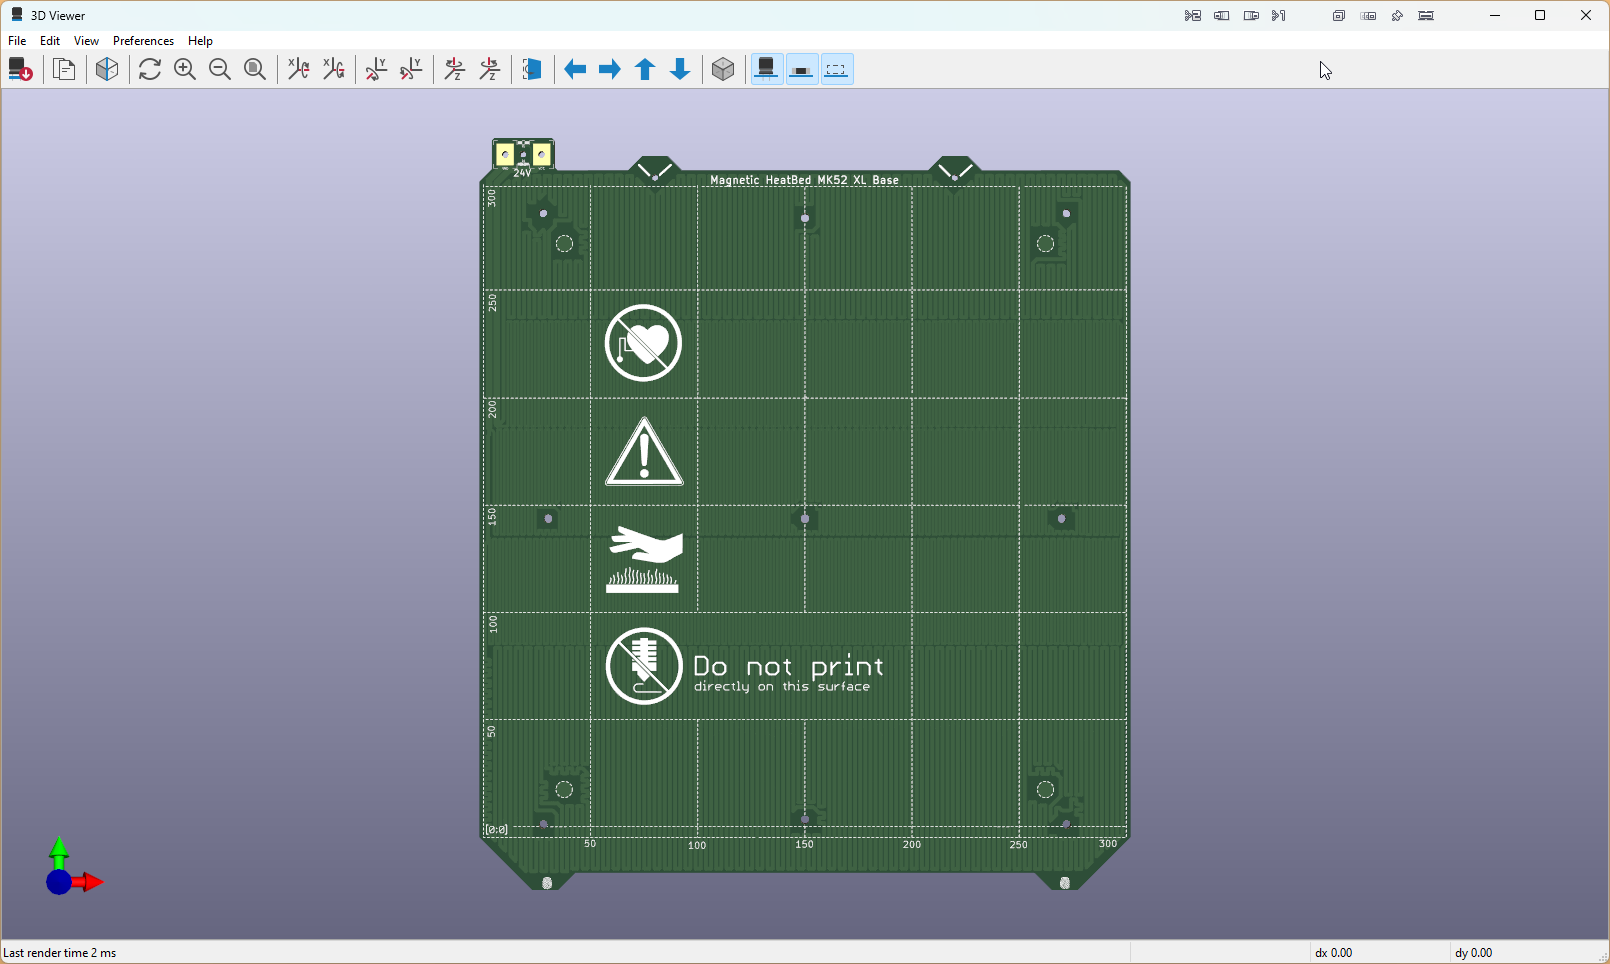 3D Viewer
File Edit View Preferences Help
X X Y Y Z Z
24V
Magnetic HeatBed MK52 XL Base
300
250
200
150
100
Do not print
directly on this surface
50
[0:0]
50 100 150 200 250 300
Last render time 2 ms
dx 0.00
dy 0.00